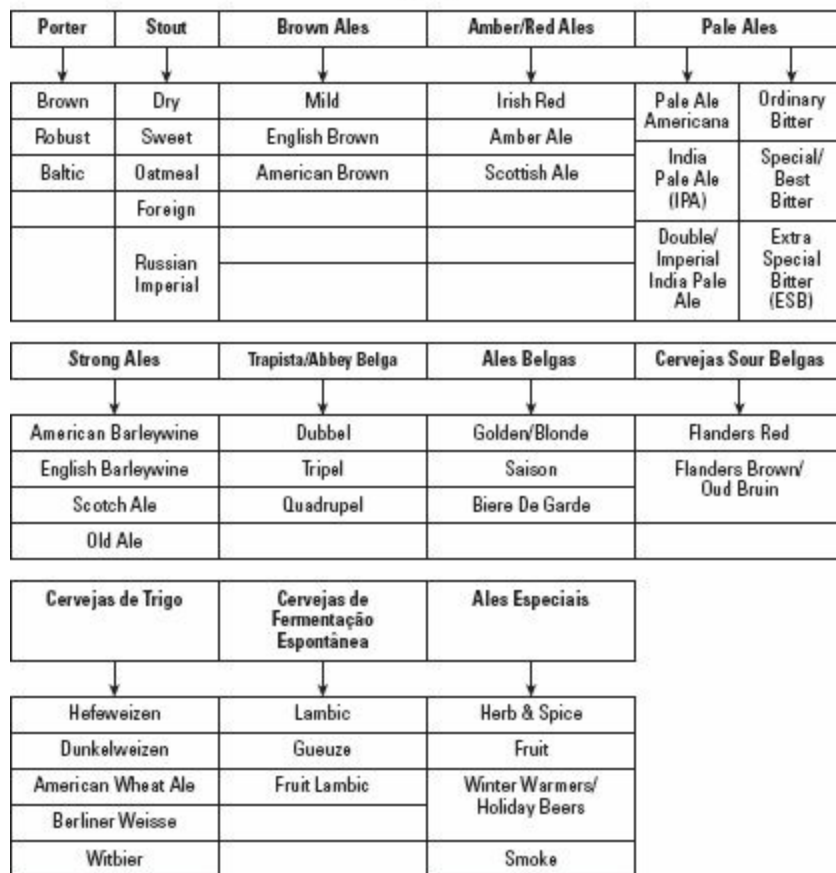 Porter
Stout
Brown Ales
Amber/Red Ales
Pale Ales
Brown
Dry
Mild
Irish Red
Pale Ale
Americana
Ordinary
Bitter
Robust
Sweet
English Brown
Amber Ale
India
Pale Ale
(IPA)
Special/
Best
Bitter
Baltic
Oatmeal
American Brown
Scottish Ale
Foreign
Russian
Imperial
Double/
Imperial
India Pale
Ale
Extra
Special
Bitter
(ESB)
Strong Ales
Trapista/Abbey Belga
Ales Belgas
Cervejas Sour Belgas
American Barleywine
Dubbel
Golden/Blonde
Flanders Red
English Barleywine
Tripel
Saison
Flanders Brown/
Oud Bruin
Scotch Ale
Quadrupel
Biere De Garde
Old Ale
Cervejas de Trigo
Cervejas de
Fermentação
Espontânea
Ales Especiais
Hefeweizen
Lambic
Herb & Spice
Dunkelweizen
Gueuze
Fruit
American Wheat Ale
Fruit Lambic
Winter Warmers/
Holiday Beers
Berliner Weisse
Witbier
Smoke